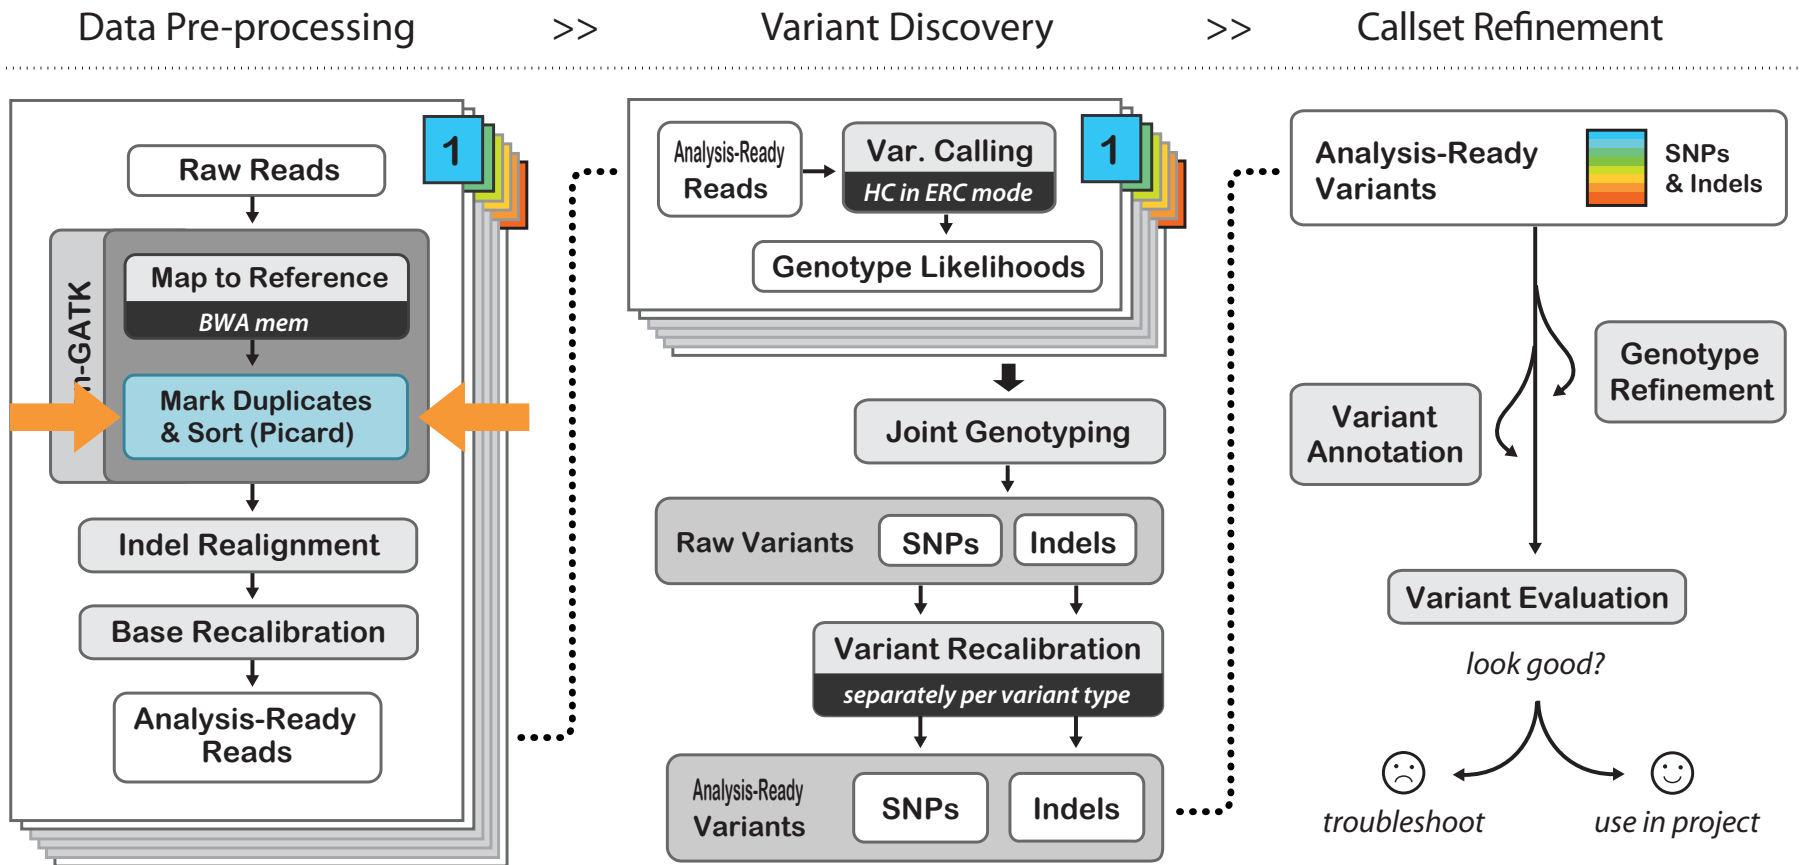 Data Pre-processing >> Variant Discovery >> Callset Refinement
1
Raw Reads
Map to Reference
BWA mem
n-GATK
Mark Duplicates
& Sort (Picard)
Indel Realignment
Base Recalibration
Analysis-Ready
Reads
1
Analysis-Ready
Reads
Var. Calling
HC in ERC mode
Genotype Likelihoods
Joint Genotyping
Raw Variants
SNPs
Indels
Variant Recalibration
separately per variant type
Analysis-Ready
Variants
SNPs
Indels
Analysis-Ready
Variants
SNPs
& Indels
Genotype
Refinement
Variant
Annotation
Variant Evaluation
look good?
troubleshoot
use in project